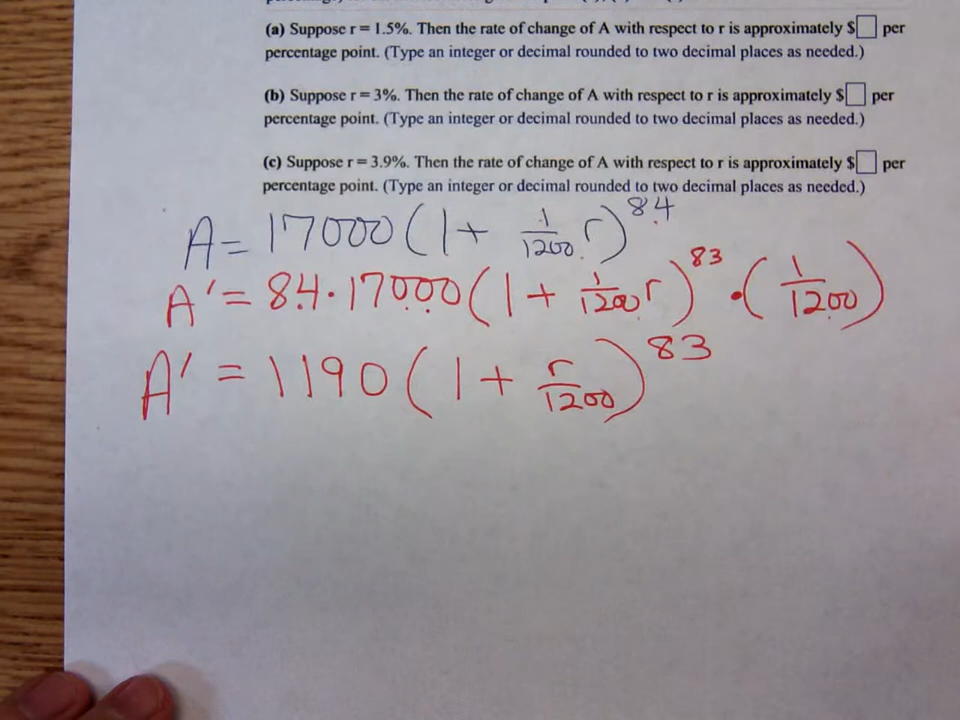 (a) Suppose r = 1.5%. Then the rate of change of A with respect to r is approximately $ per
percentage point. (Type an integer or decimal rounded to two decimal places as needed.)
(b) Suppose r = 3%. Then the rate of change of A with respect to r is approximately $ per
percentage point. (Type an integer or decimal rounded to two decimal places as needed.)
(c) Suppose r = 3.9%. Then the rate of change of A with respect to r is approximately $ per
percentage point. (Type an integer or decimal rounded to two decimal places as needed.)
A = 17000(1 + 1/1200 r)^84
A' = 84·17000(1 + 1/1200 r)^83 · (1/1200)
A' = 1190(1 + r/1200)^83